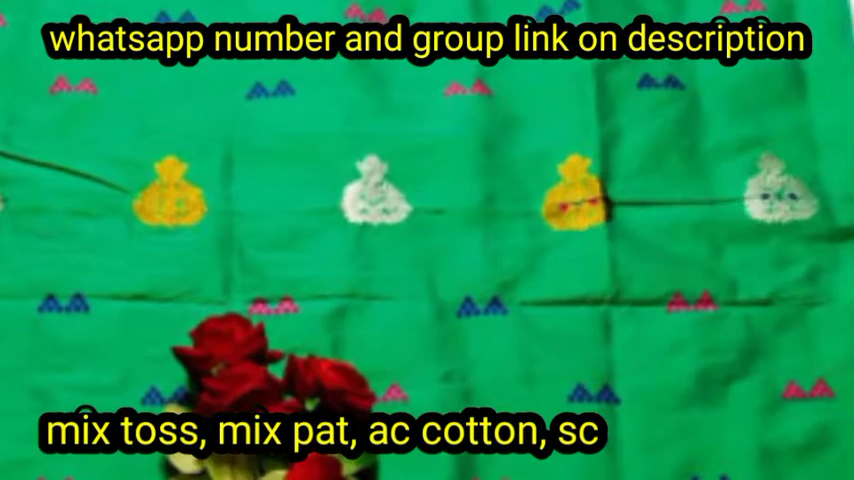 whatsapp number and group link on description
mix toss, mix pat, ac cotton, sc